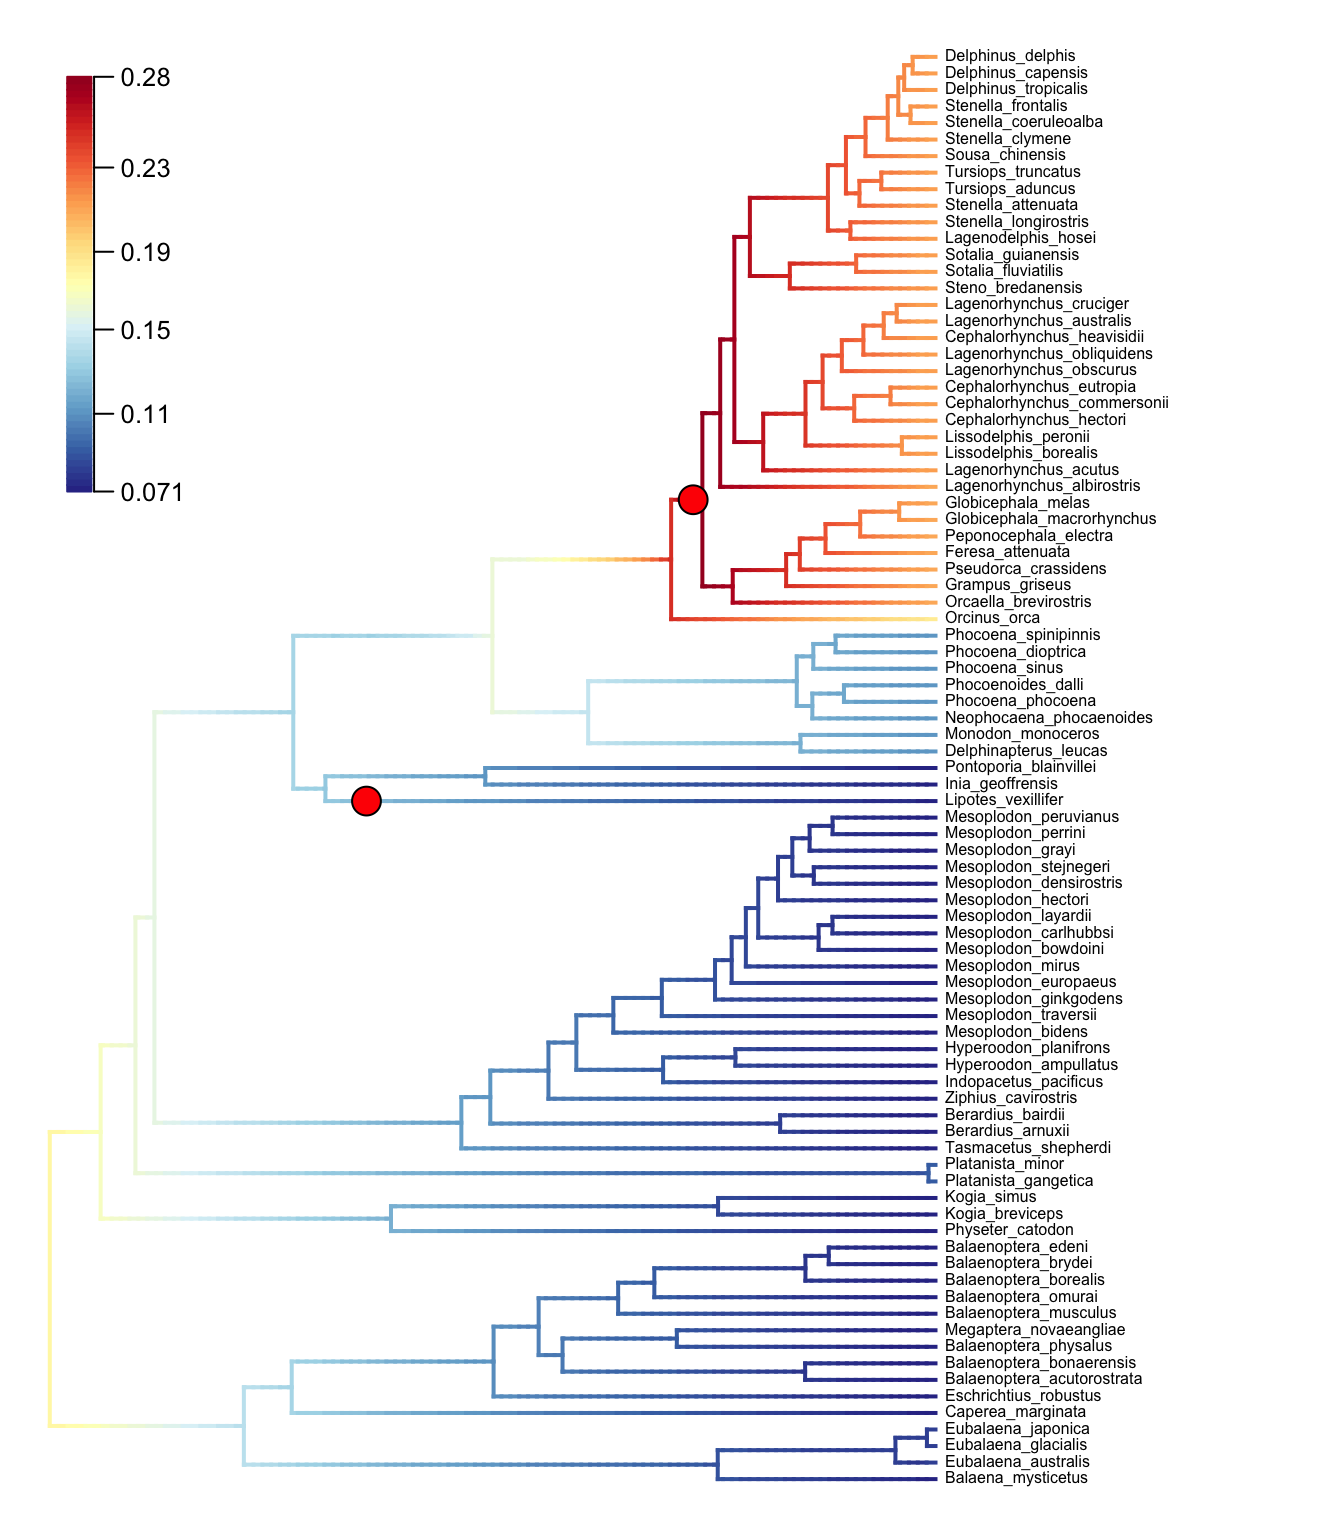 0.28
0.23
0.19
0.15
0.11
0.071
Delphinus_delphis
Delphinus_capensis
Delphinus_tropicalis
Stenella_frontalis
Stenella_coeruleoalba
Stenella_clymene
Sousa_chinensis
Tursiops_truncatus
Tursiops_aduncus
Stenella_attenuata
Stenella_longirostris
Lagenodelphis_hosei
Sotalia_guianensis
Sotalia_fluviatilis
Steno_bredanensis
Lagenorhynchus_cruciger
Lagenorhynchus_australis
Cephalorhynchus_heavisidii
Lagenorhynchus_obliquidens
Lagenorhynchus_obscurus
Cephalorhynchus_eutropia
Cephalorhynchus_commersonii
Cephalorhynchus_hectori
Lissodelphis_peronii
Lissodelphis_borealis
Lagenorhynchus_acutus
Lagenorhynchus_albirostris
Globicephala_melas
Globicephala_macrorhynchus
Peponocephala_electra
Feresa_attenuata
Pseudorca_crassidens
Grampus_griseus
Orcaella_brevirostris
Orcinus_orca
Phocoena_spinipinnis
Phocoena_dioptrica
Phocoena_sinus
Phocoenoides_dalli
Phocoena_phocoena
Neophocaena_phocaenoides
Monodon_monoceros
Delphinapterus_leucas
Pontoporia_blainvillei
Inia_geoffrensis
Lipotes_vexillifer
Mesoplodon_peruvianus
Mesoplodon_perrini
Mesoplodon_grayi
Mesoplodon_stejnegeri
Mesoplodon_densirostris
Mesoplodon_hectori
Mesoplodon_layardii
Mesoplodon_carlhubbsi
Mesoplodon_bowdoini
Mesoplodon_mirus
Mesoplodon_europaeus
Mesoplodon_ginkgodens
Mesoplodon_traversii
Mesoplodon_bidens
Hyperoodon_planifrons
Hyperoodon_ampullatus
Indopacetus_pacificus
Ziphius_cavirostris
Berardius_bairdii
Berardius_arnuxii
Tasmacetus_shepherdi
Platanista_minor
Platanista_gangetica
Kogia_simus
Kogia_breviceps
Physeter_catodon
Balaenoptera_edeni
Balaenoptera_brydei
Balaenoptera_borealis
Balaenoptera_omurai
Balaenoptera_musculus
Megaptera_novaeangliae
Balaenoptera_physalus
Balaenoptera_bonaerensis
Balaenoptera_acutorostrata
Eschrichtius_robustus
Caperea_marginata
Eubalaena_japonica
Eubalaena_glacialis
Eubalaena_australis
Balaena_mysticetus